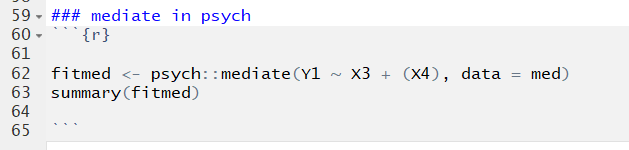 59 ### mediate in psych
60 ```{r}
61
62 fitmed <- psych::mediate(Y1 ~ X3 + (X4), data = med)
63 summary(fitmed)
64
65 ```